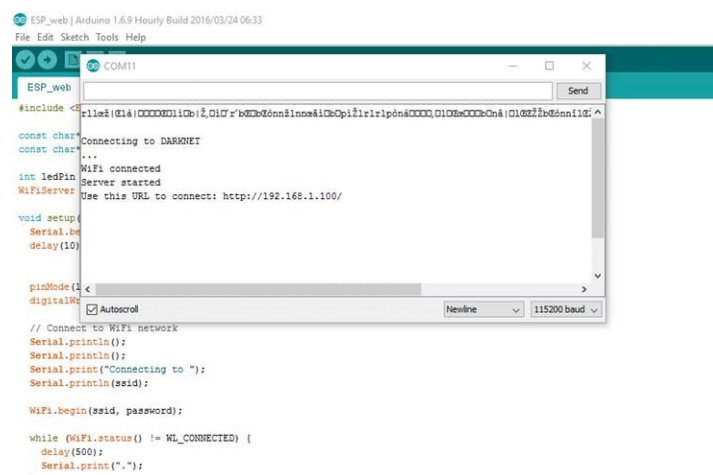 ESP_web | Arduino 1.6.9 Hourly Build 2016/03/24 06:33
File Edit Sketch Tools Help
COM11
ESP_web
Send
#include <
const char*
Connecting to DARKNET
const char*
...
WiFi connected
int ledPin
Server started
WiFiServer
Use this URL to connect: http://192.168.1.100/
void setup(
Serial.be
delay(10)
pinMode(
digitalW
Autoscroll
Newline
115200 baud
// Connect to WiFi network
Serial.println();
Serial.println();
Serial.print("Connecting to ");
Serial.println(ssid);
WiFi.begin(ssid, password);
while (WiFi.status() != WL_CONNECTED) {
delay(500);
Serial.print(".");